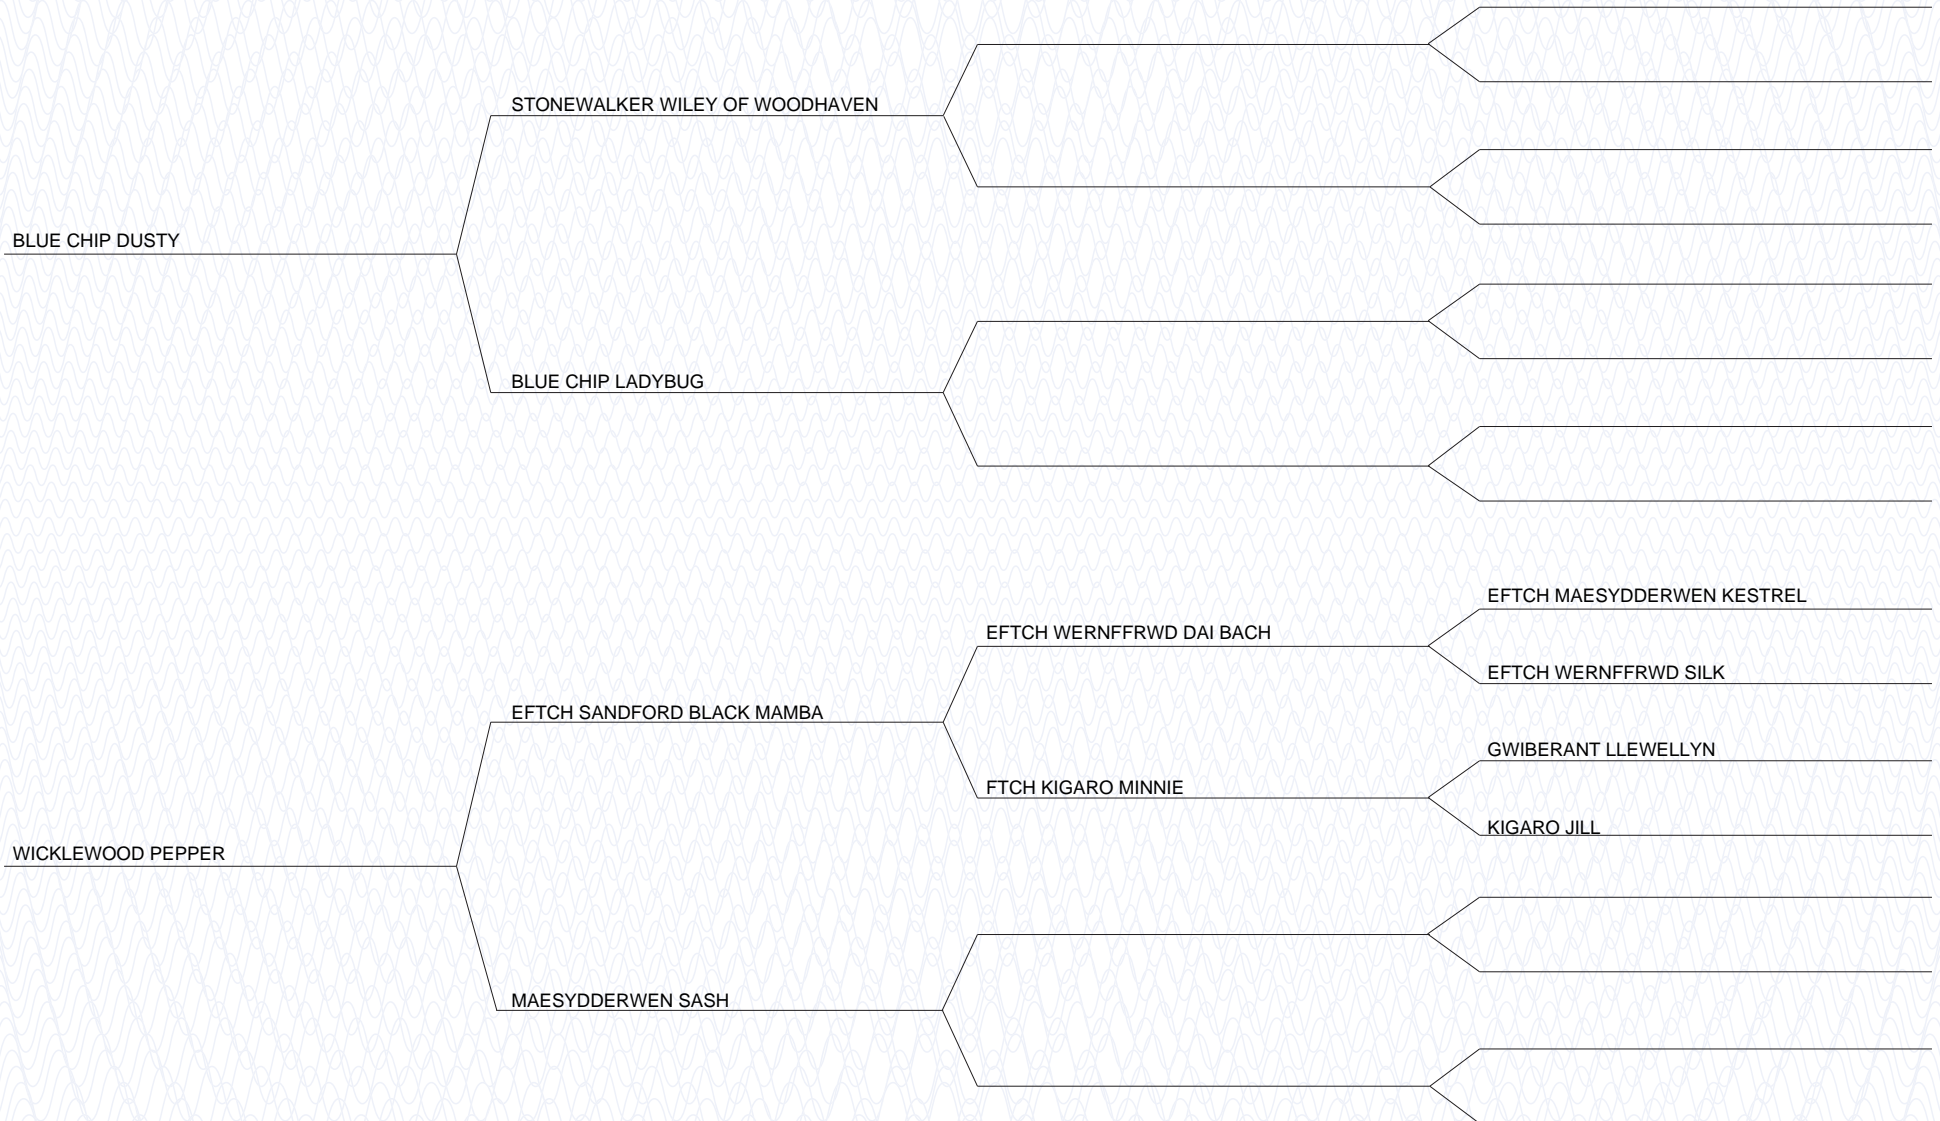 STONEWALKER WILEY OF WOODHAVEN
BLUE CHIP DUSTY
BLUE CHIP LADYBUG
EFTCH MAESYDDERWEN KESTREL
EFTCH WERNFFRWD DAI BACH
EFTCH WERNFFRWD SILK
EFTCH SANDFORD BLACK MAMBA
GWIBERANT LLEWELLYN
FTCH KIGARO MINNIE
KIGARO JILL
WICKLEWOOD PEPPER
MAESYDDERWEN SASH